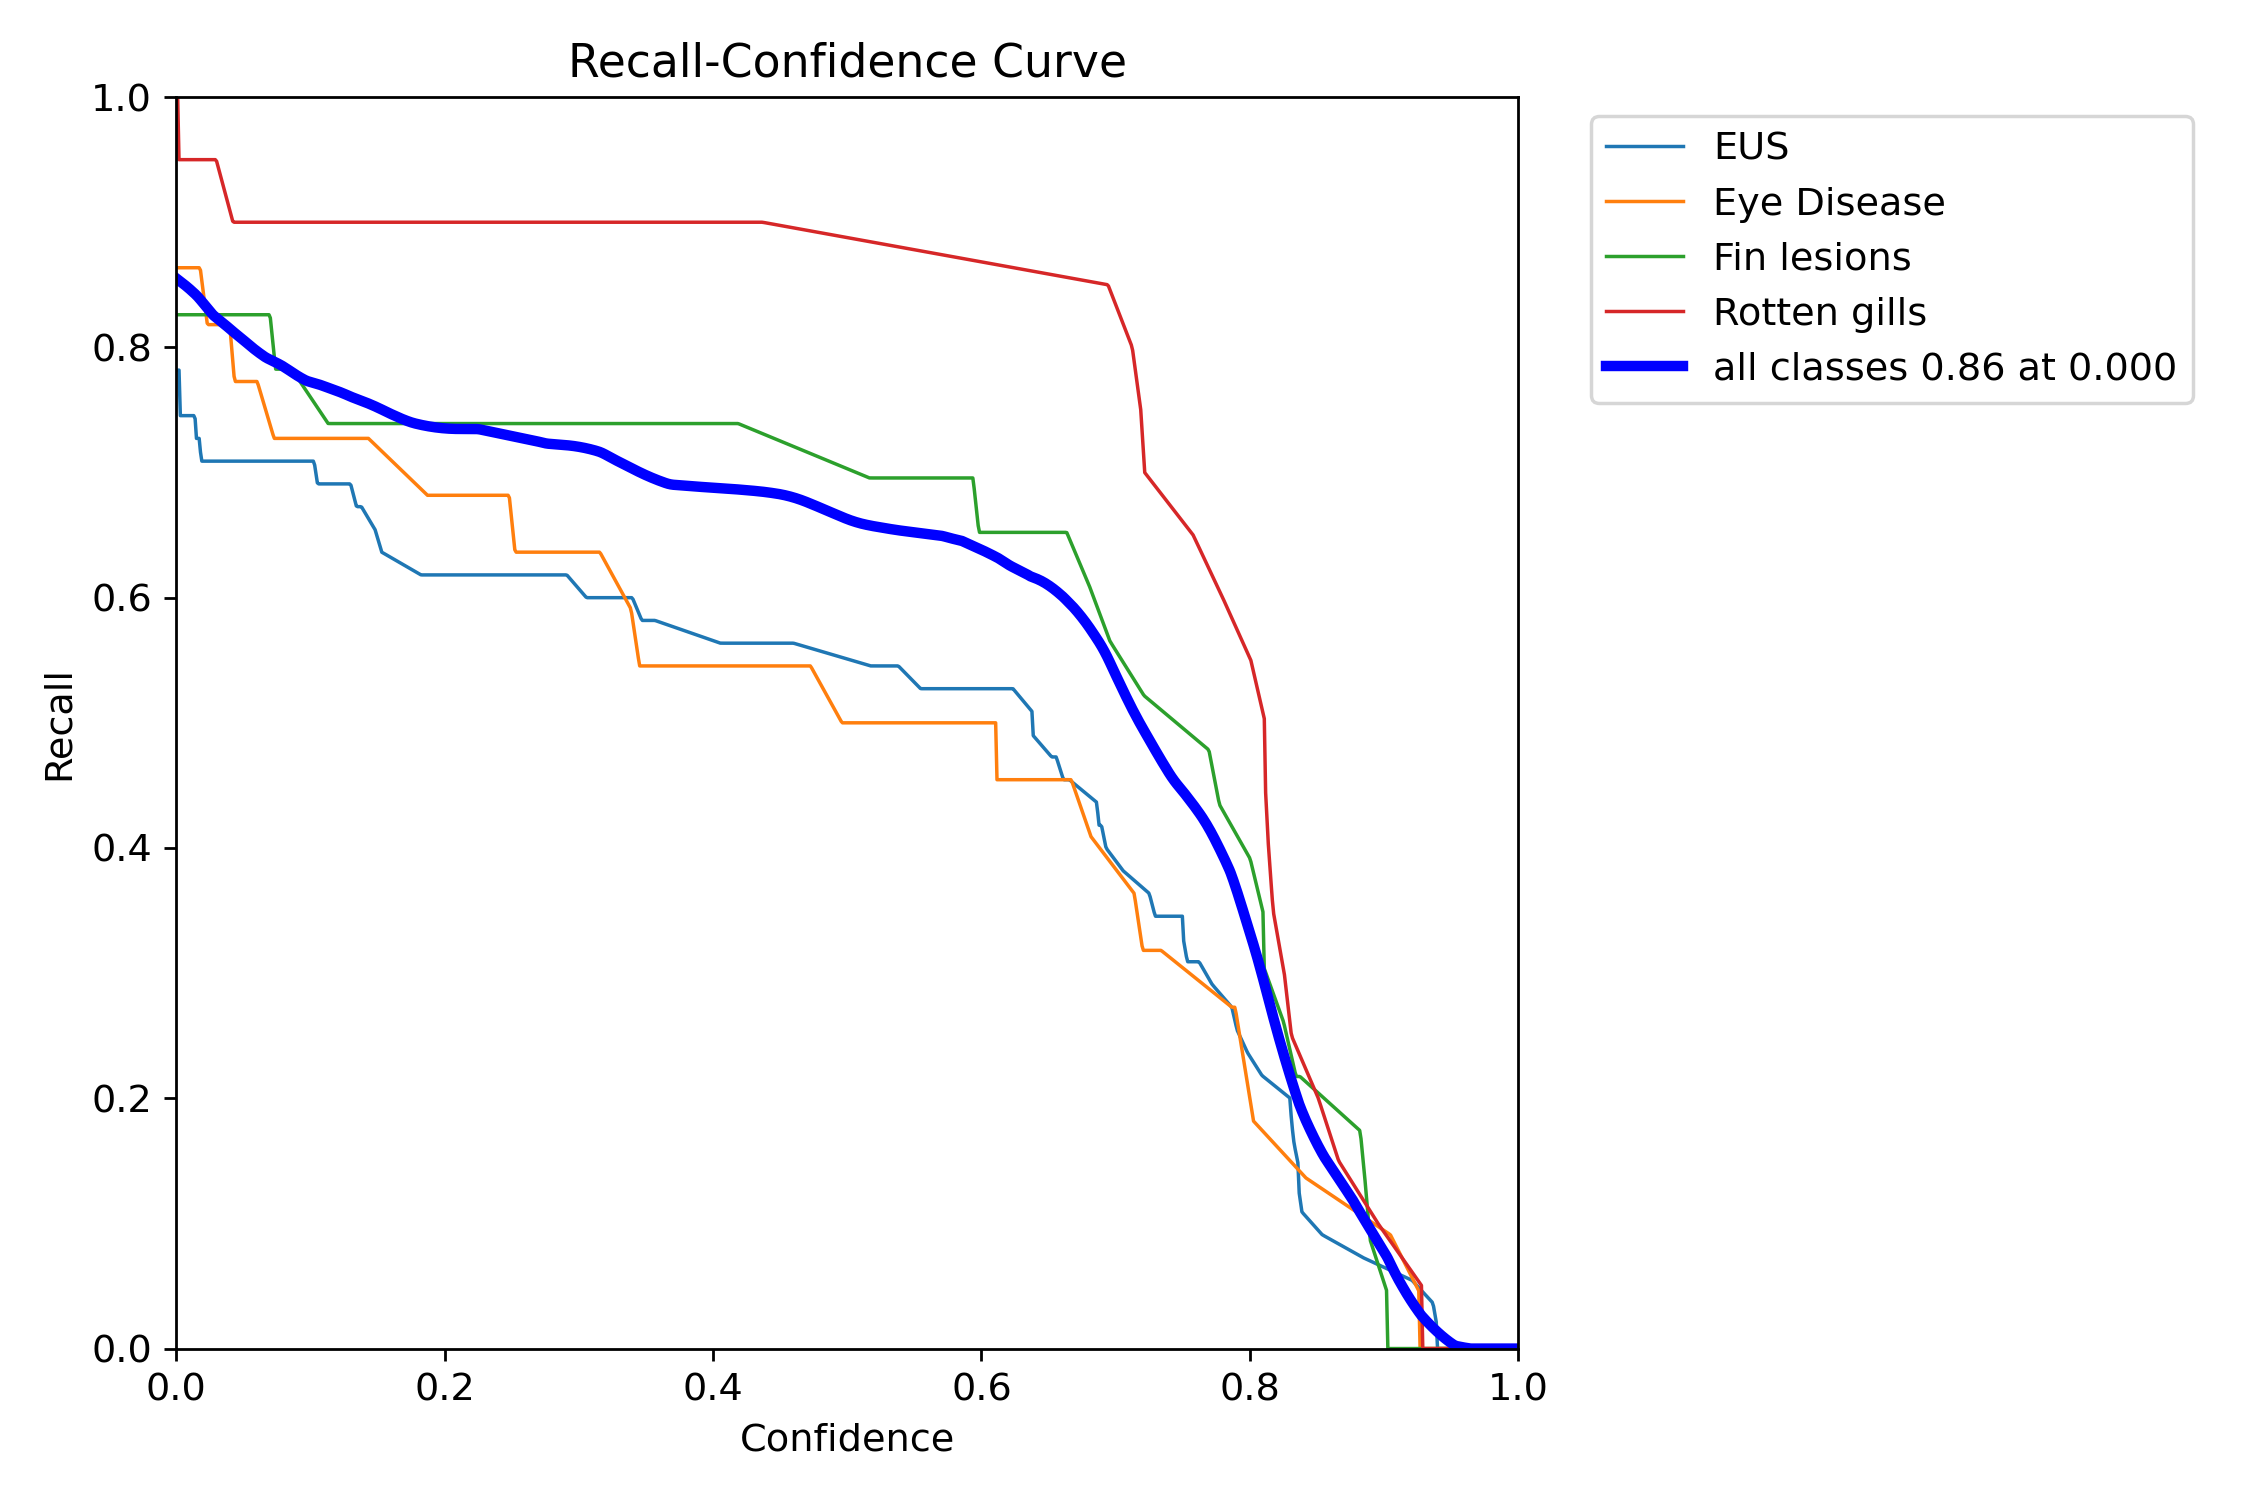 Recall-Confidence Curve
1.0
0.8
0.6
0.4
0.2
0.0
Recall
0.0 0.2 0.4 0.6 0.8 1.0
Confidence
EUS
Eye Disease
Fin lesions
Rotten gills
all classes 0.86 at 0.000